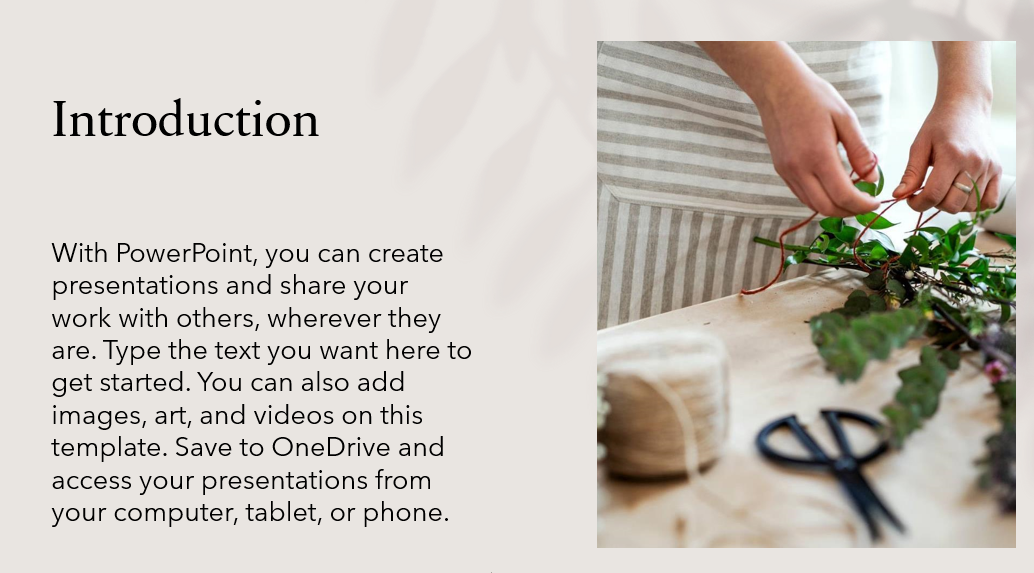 Introduction
With PowerPoint, you can create
presentations and share your
work with others, wherever they
are. Type the text you want here to
get started. You can also add
images, art, and videos on this
template. Save to OneDrive and
access your presentations from
your computer, tablet, or phone.